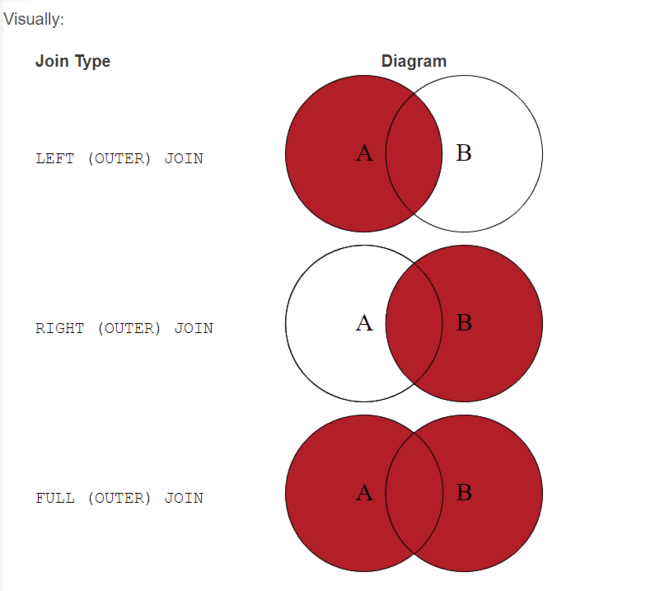 Visually:
Join Type Diagram
LEFT (OUTER) JOIN A B
RIGHT (OUTER) JOIN A B
FULL (OUTER) JOIN A B